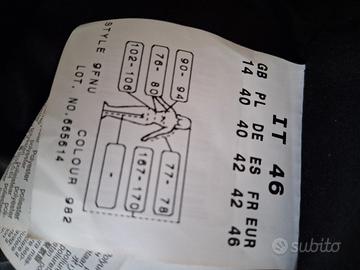 IT 46
GB PL DE ES FR EUR
14 40 40 42 42 46
90 - 94
76 - 80
102 - 106
77 - 78
167-170
-
STYLE 9FNU COLOUR 982
LOT. NO.665614
subito